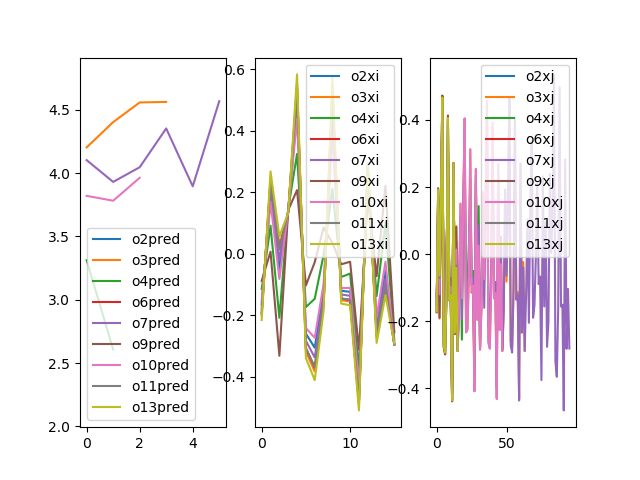 4.5
4.0
3.5
3.0
2.5
2.0
0
2
4
o2pred
o3pred
o4pred
o6pred
o7pred
o9pred
o10pred
o11pred
o13pred
0.6
0.4
0.2
0.0
−0.2
−0.4
0
10
o2xi
o3xi
o4xi
o6xi
o7xi
o9xi
o10xi
o11xi
o13xi
0.4
0.2
0.0
−0.2
−0.4
0
50
o2xj
o3xj
o4xj
o6xj
o7xj
o9xj
o10xj
o11xj
o13xj